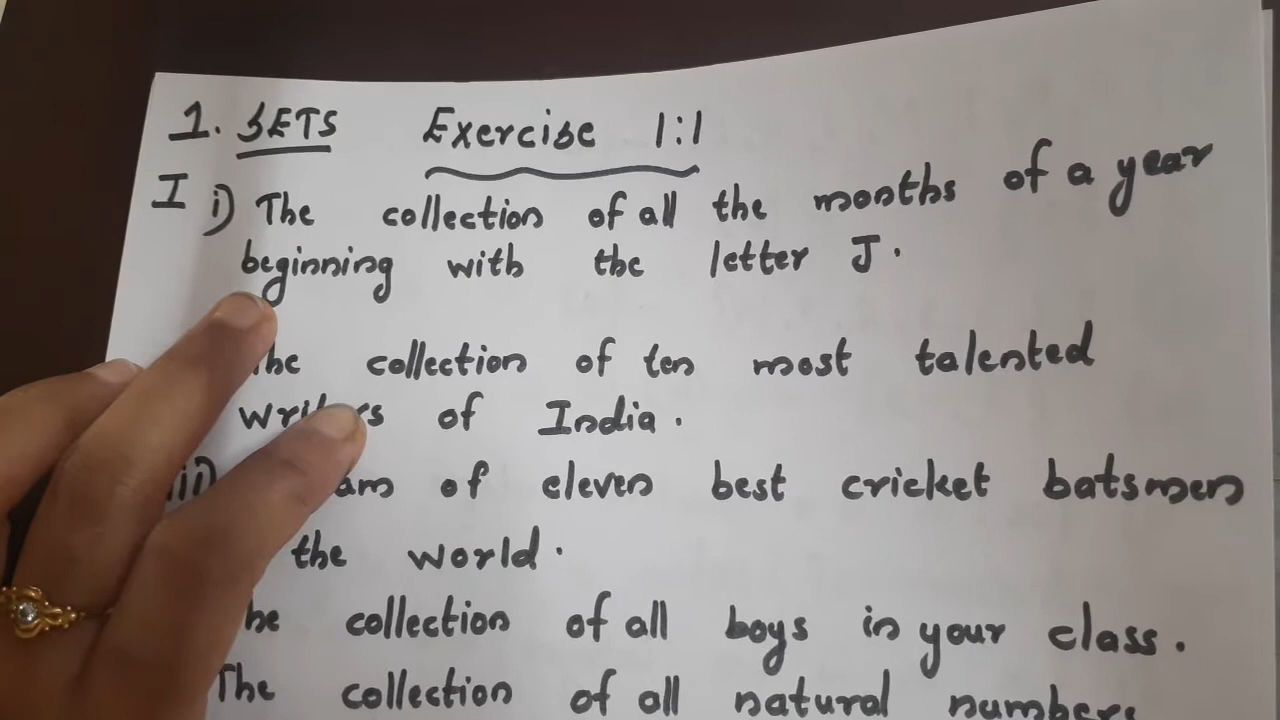 1. SETS Exercise 1:1
I i) The collection of all the months of a year
beginning with the letter J.
collection of ten most talented
of India.
of eleven best cricket batsmen
the world.
collection of all boys in your class.
The collection of all natural numbers